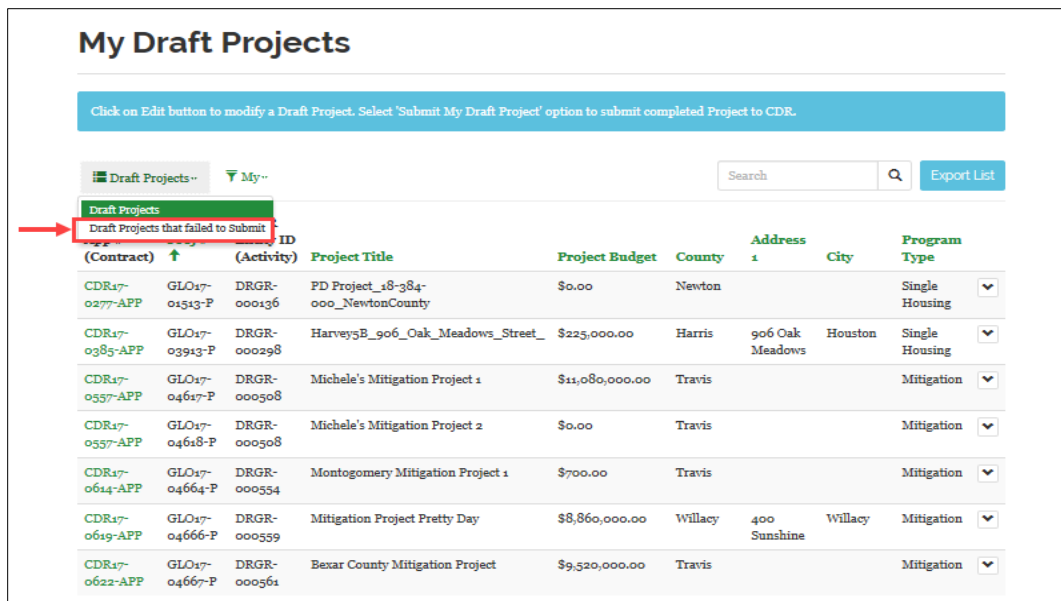 My Draft Projects
Click on Edit button to modify a Draft Project. Select 'Submit My Draft Project' option to submit completed Project to CDR.
Draft Projects My Search Export List
Draft Projects
Draft Projects that failed to Submit
ID Address Program
(Contract) (Activity) Project Title Project Budget County 1 City Type
CDR17- GLO17- DRGR- PD Project_18-384- $0.00 Newton Single
0277-APP 01513-P 000136 000_NewtonCounty Housing
CDR17- GLO17- DRGR- Harvey5B_906_Oak_Meadows_Street_ $225,000.00 Harris 906 Oak Houston Single
0385-APP 03913-P 000298 Meadows Housing
CDR17- GLO17- DRGR- Michele's Mitigation Project 1 $11,080,000.00 Travis Mitigation
0557-APP 04617-P 000508
CDR17- GLO17- DRGR- Michele's Mitigation Project 2 $0.00 Travis Mitigation
0557-APP 04618-P 000508
CDR17- GLO17- DRGR- Montogomery Mitigation Project 1 $700.00 Travis Mitigation
0614-APP 04664-P 000554
CDR17- GLO17- DRGR- Mitigation Project Pretty Day $8,860,000.00 Willacy 400 Willacy Mitigation
0619-APP 04666-P 000559 Sunshine
CDR17- GLO17- DRGR- Bexar County Mitigation Project $9,520,000.00 Travis Mitigation
0622-APP 04667-P 000561